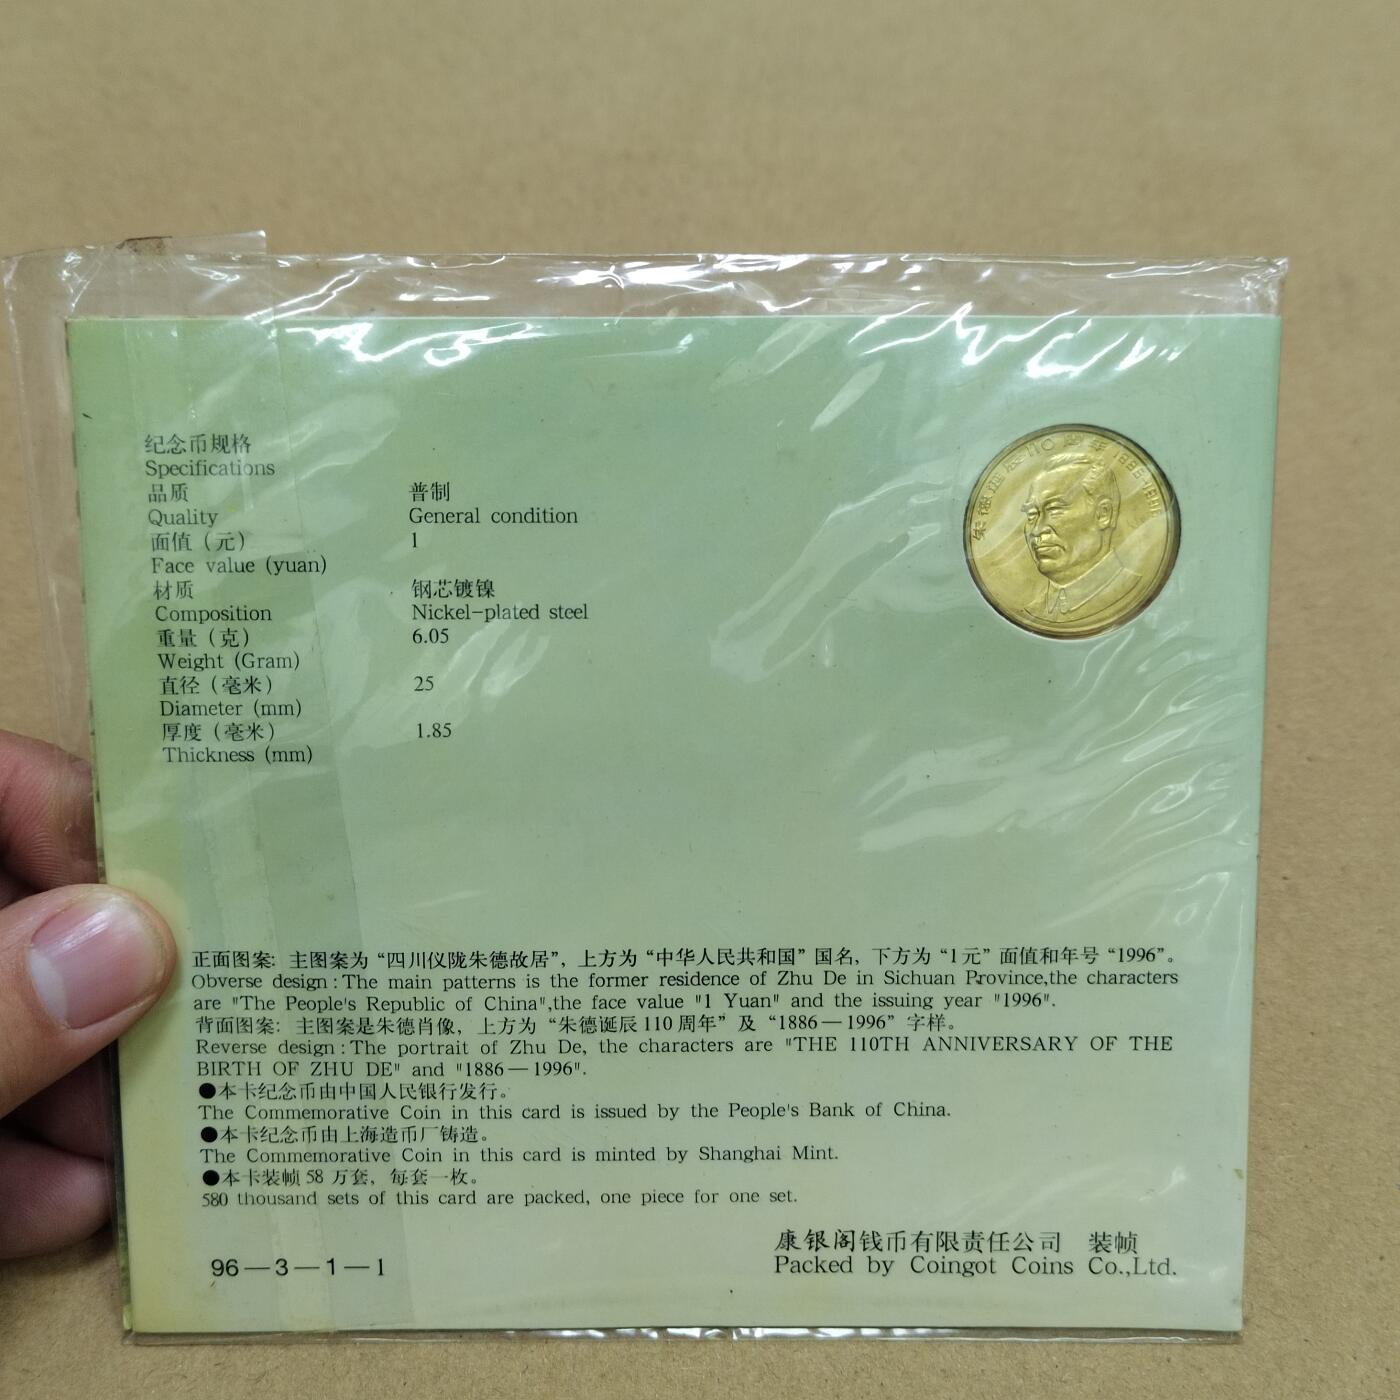 纪念币规格
Specifications
品质 普制
Quality General condition
面值（元） 1
Face value (yuan)
材质 钢芯镀镍
Composition Nickel-plated steel
重量（克） 6.05
Weight (Gram)
直径（毫米） 25
Diameter (mm)
厚度（毫米） 1.85
Thickness (mm)
朱德诞辰110周年 1886-1996
正面图案：主图案为“四川仪陇朱德故居”，上方为“中华人民共和国”国名，下方为“1元”面值和年号“1996”。
Obverse design:The main patterns is the former residence of Zhu De in Sichuan Province,the characters
are "The People's Republic of China",the face value "1 Yuan" and the issuing year "1996".
背面图案：主图案是朱德肖像，上方为“朱德诞辰110周年”及“1886—1996”字样。
Reverse design:The portrait of Zhu De, the characters are "THE 110TH ANNIVERSARY OF THE
BIRTH OF ZHU DE" and "1886—1996".
●本卡纪念币由中国人民银行发行。
The Commemorative Coin in this card is issued by the People's Bank of China.
●本卡纪念币由上海造币厂铸造。
The Commemorative Coin in this card is minted by Shanghai Mint.
●本卡装帧58万套，每套一枚。
580 thousand sets of this card are packed, one piece for one set.
康银阁钱币有限责任公司 装帧
Packed by Coingot Coins Co.,Ltd.
96—3—1—1